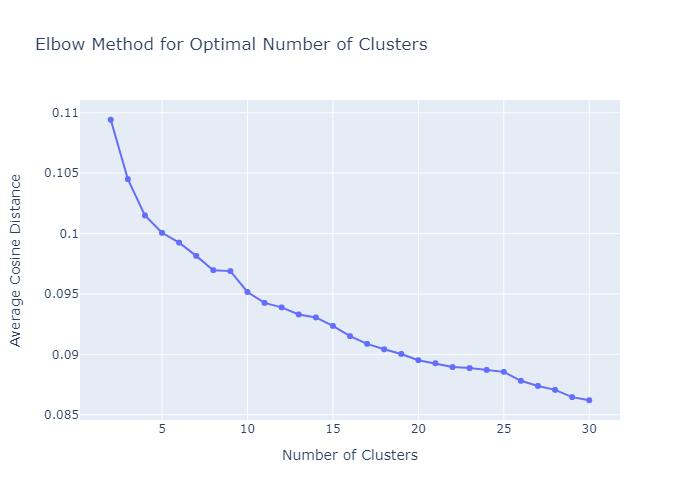 Elbow Method for Optimal Number of Clusters
0.11
0.105
0.1
0.095
0.09
0.085
Average Cosine Distance
5 10 15 20 25 30
Number of Clusters